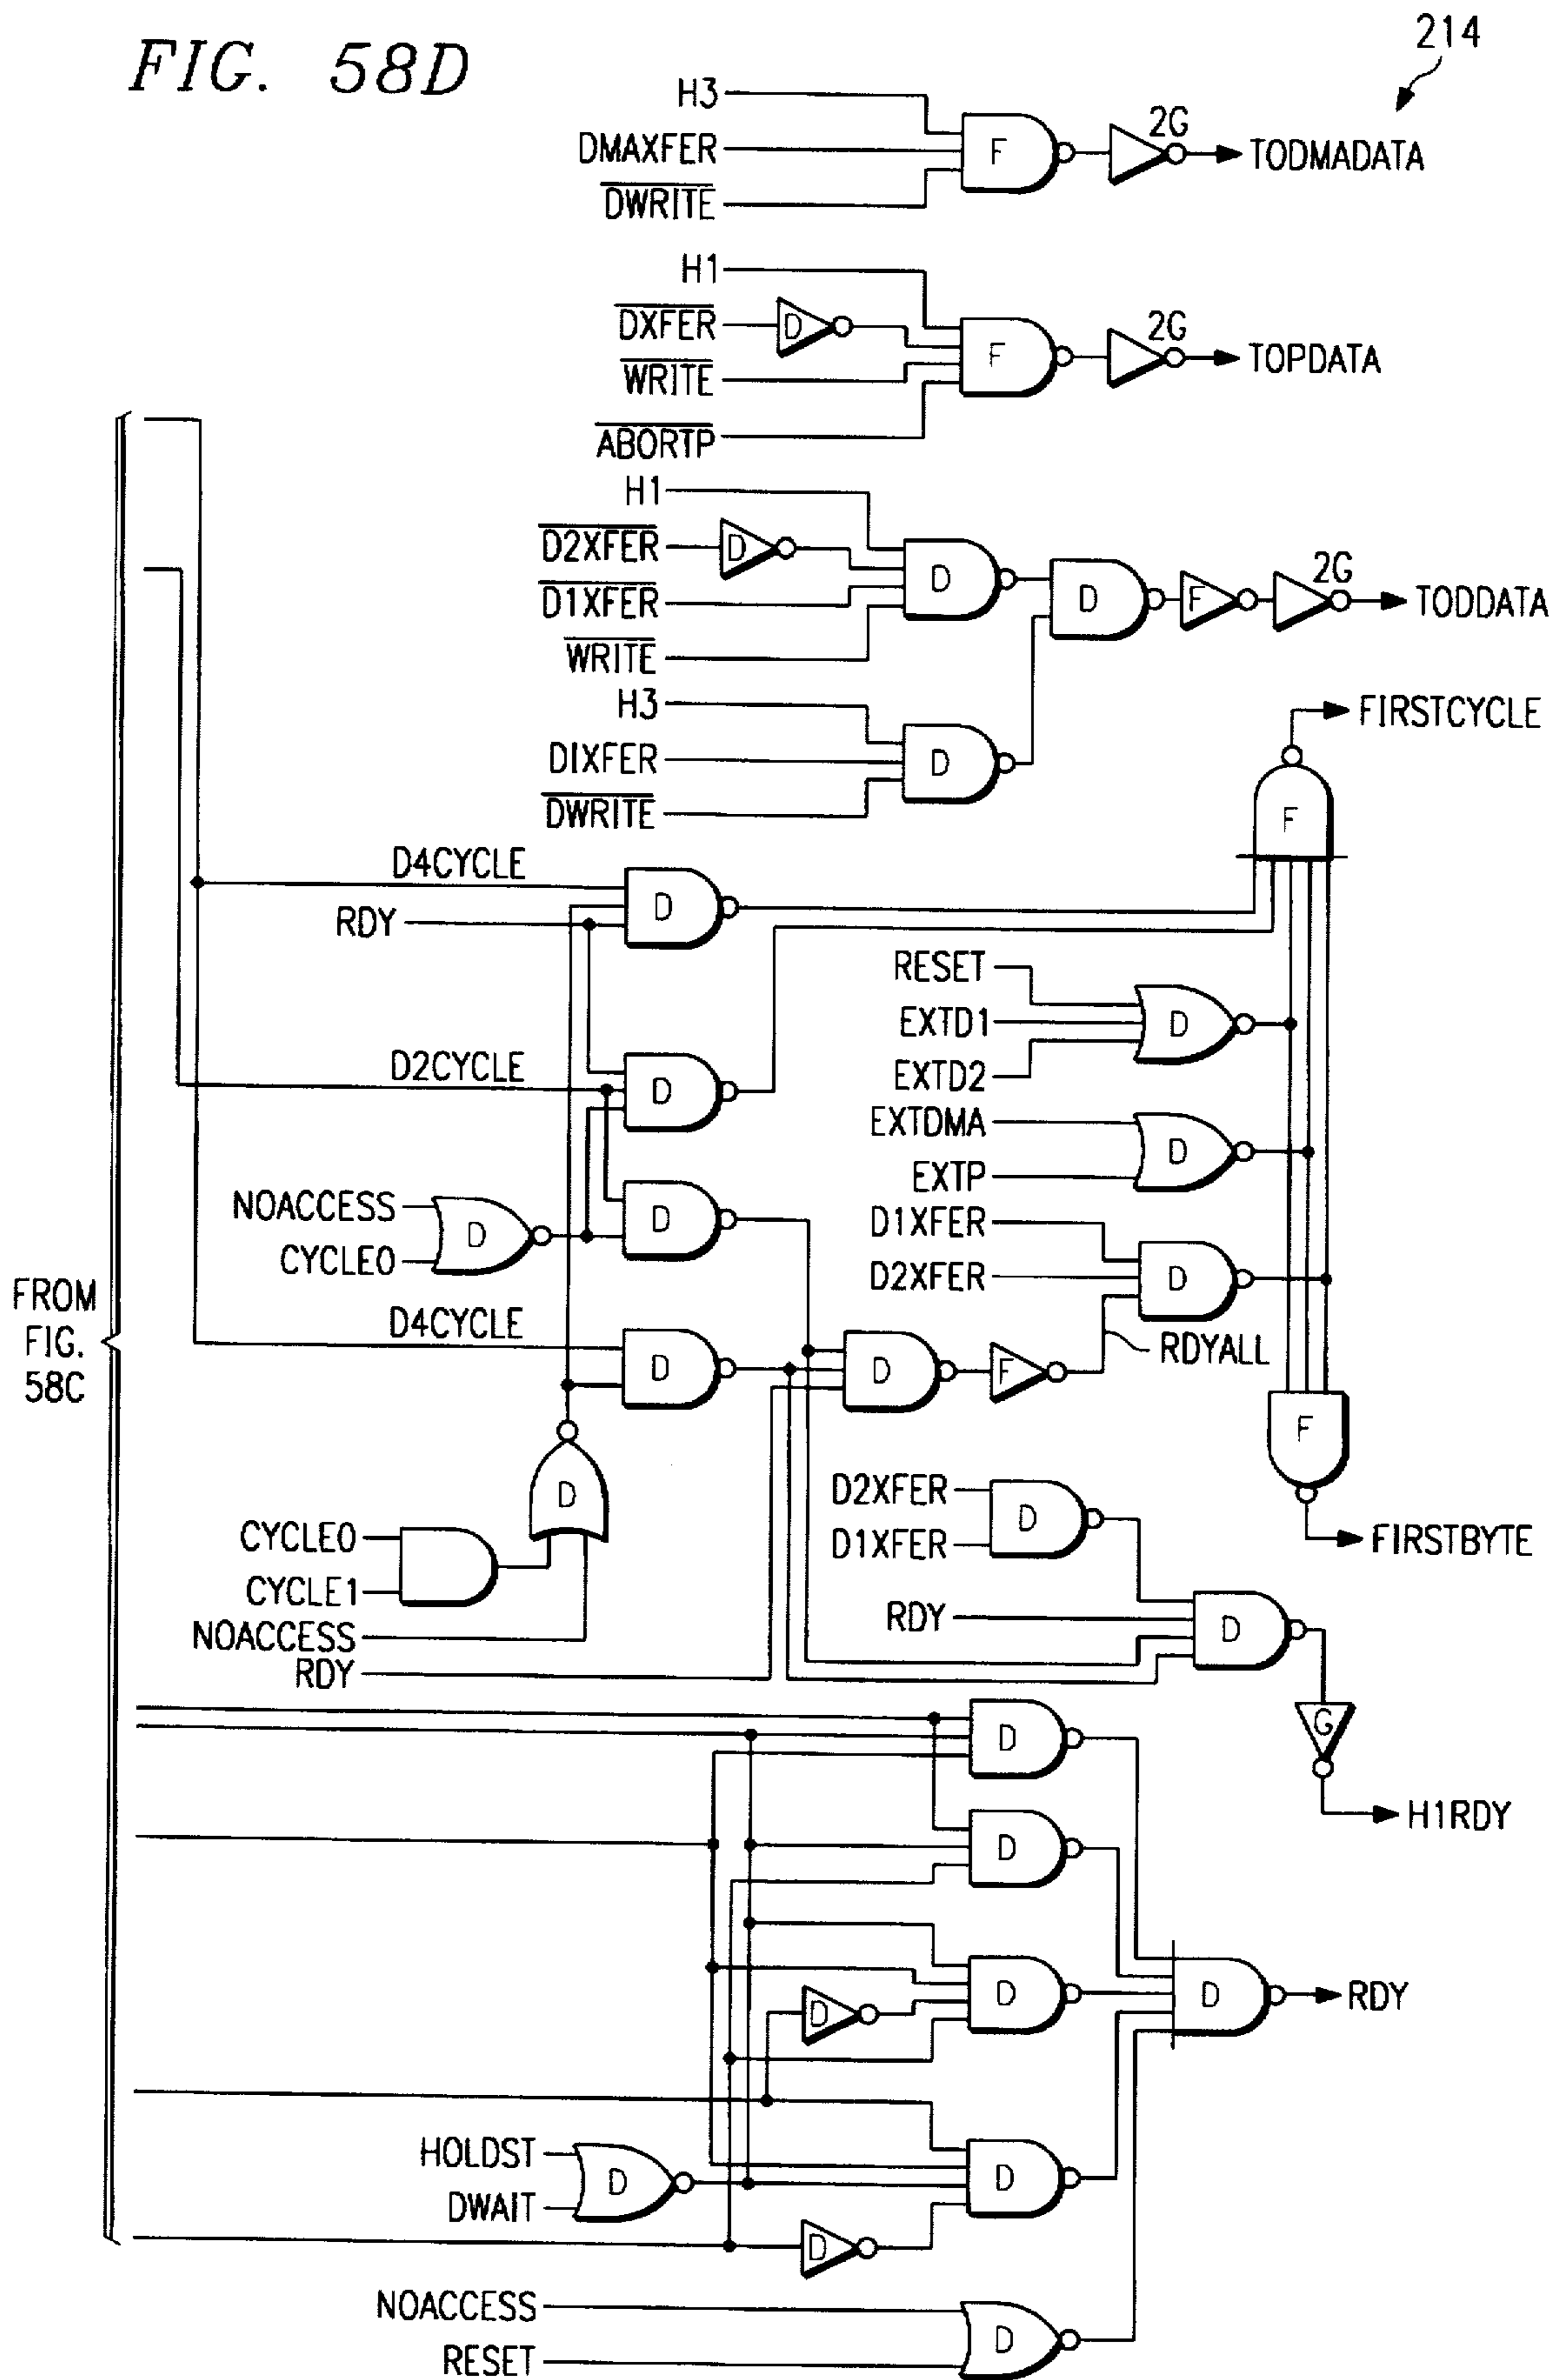 FIG. 58D
214
H3
DMAXFER
DWRITE
F
2G
TODMADATA
H1
DXFER
D
WRITE
ABORTP
F
2G
TOPDATA
H1
D2XFER
D
D1XFER
WRITE
D
D
F
2G
TODDATA
H3
DIXFER
DWRITE
D
FIRSTCYCLE
F
D4CYCLE
RDY
D
RESET
EXTD1
EXTD2
D
D2CYCLE
D
EXTDMA
EXTP
D
NOACCESS
CYCLE0
D
D
D1XFER
D2XFER
D
FROM
FIG.
58C
D4CYCLE
D
D
F
RDYALL
F
FIRSTBYTE
D
CYCLE0
CYCLE1
NOACCESS
RDY
D2XFER
D1XFER
D
RDY
D
G
H1RDY
D
D
D
D
D
RDY
HOLDST
DWAIT
D
D
D
NOACCESS
RESET
D